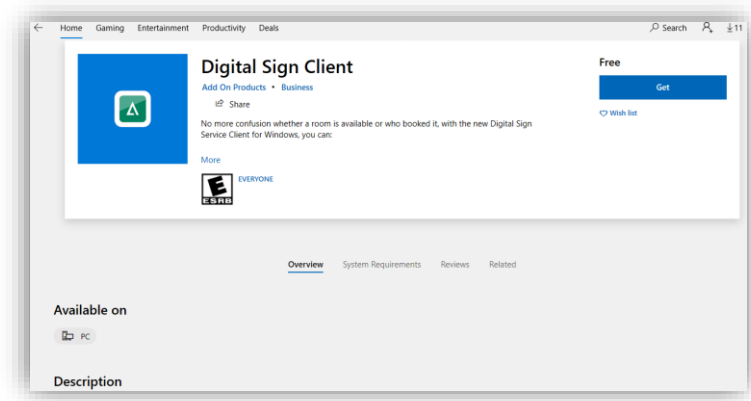 Home Gaming Entertainment Productivity Deals Search 11
Digital Sign Client
Add On Products • Business
Share
No more confusion whether a room is available or who booked it, with the new Digital Sign
Service Client for Windows, you can:
More
E
ESRB
EVERYONE
Free
Get
Wish list
Overview System Requirements Reviews Related
Available on
PC
Description